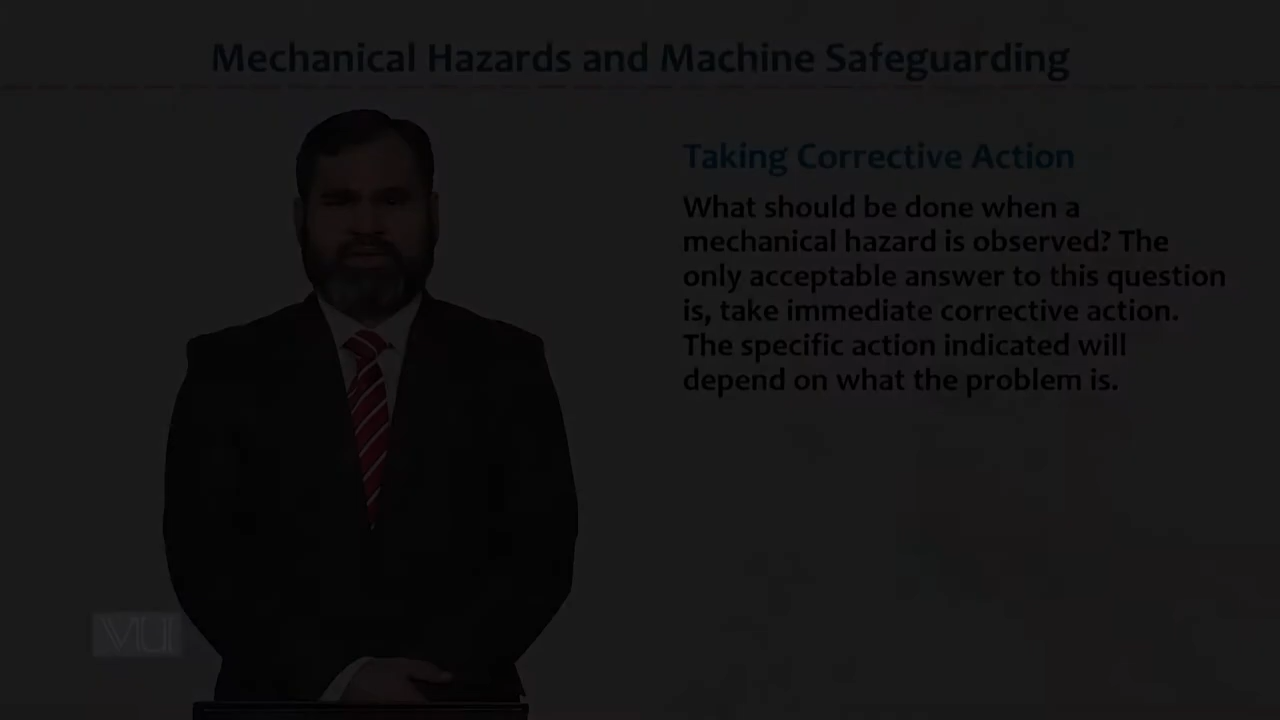 Mechanical Hazards and Machine Safeguarding
Taking Corrective Action
What should be done when a
mechanical hazard is observed? The
only acceptable answer to this question
is, take immediate corrective action.
The specific action indicated will
depend on what the problem is.
VU